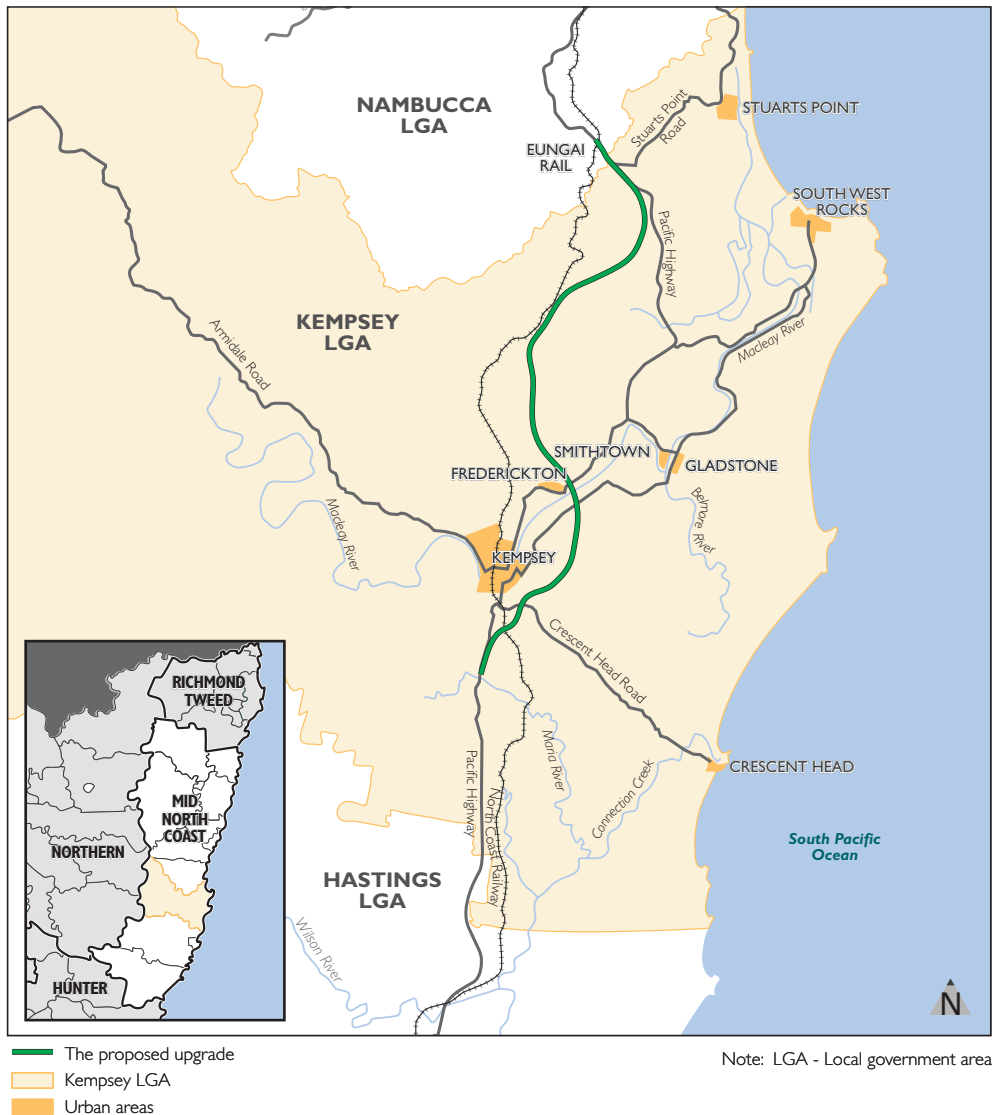 NAMBUCCA
LGA
STUARTS POINT
Stuarts Point
Road
EUNGAI
RAIL
SOUTH WEST
ROCKS
Pacific Highway
KEMPSEY
LGA
Armidale Road
Macleay River
SMITHTOWN
FREDERICKTON
GLADSTONE
Belmore
River
Macleay River
KEMPSEY
Crescent Head Road
RICHMOND
TWEED
MID
NORTH
COAST
NORTHERN
HUNTER
Pacific Highway
North Coast Railway
Maria River
Connection Creek
CRESCENT HEAD
South Pacific
Ocean
HASTINGS
LGA
Wilson River
N
The proposed upgrade
Kempsey LGA
Urban areas
Note: LGA - Local government area